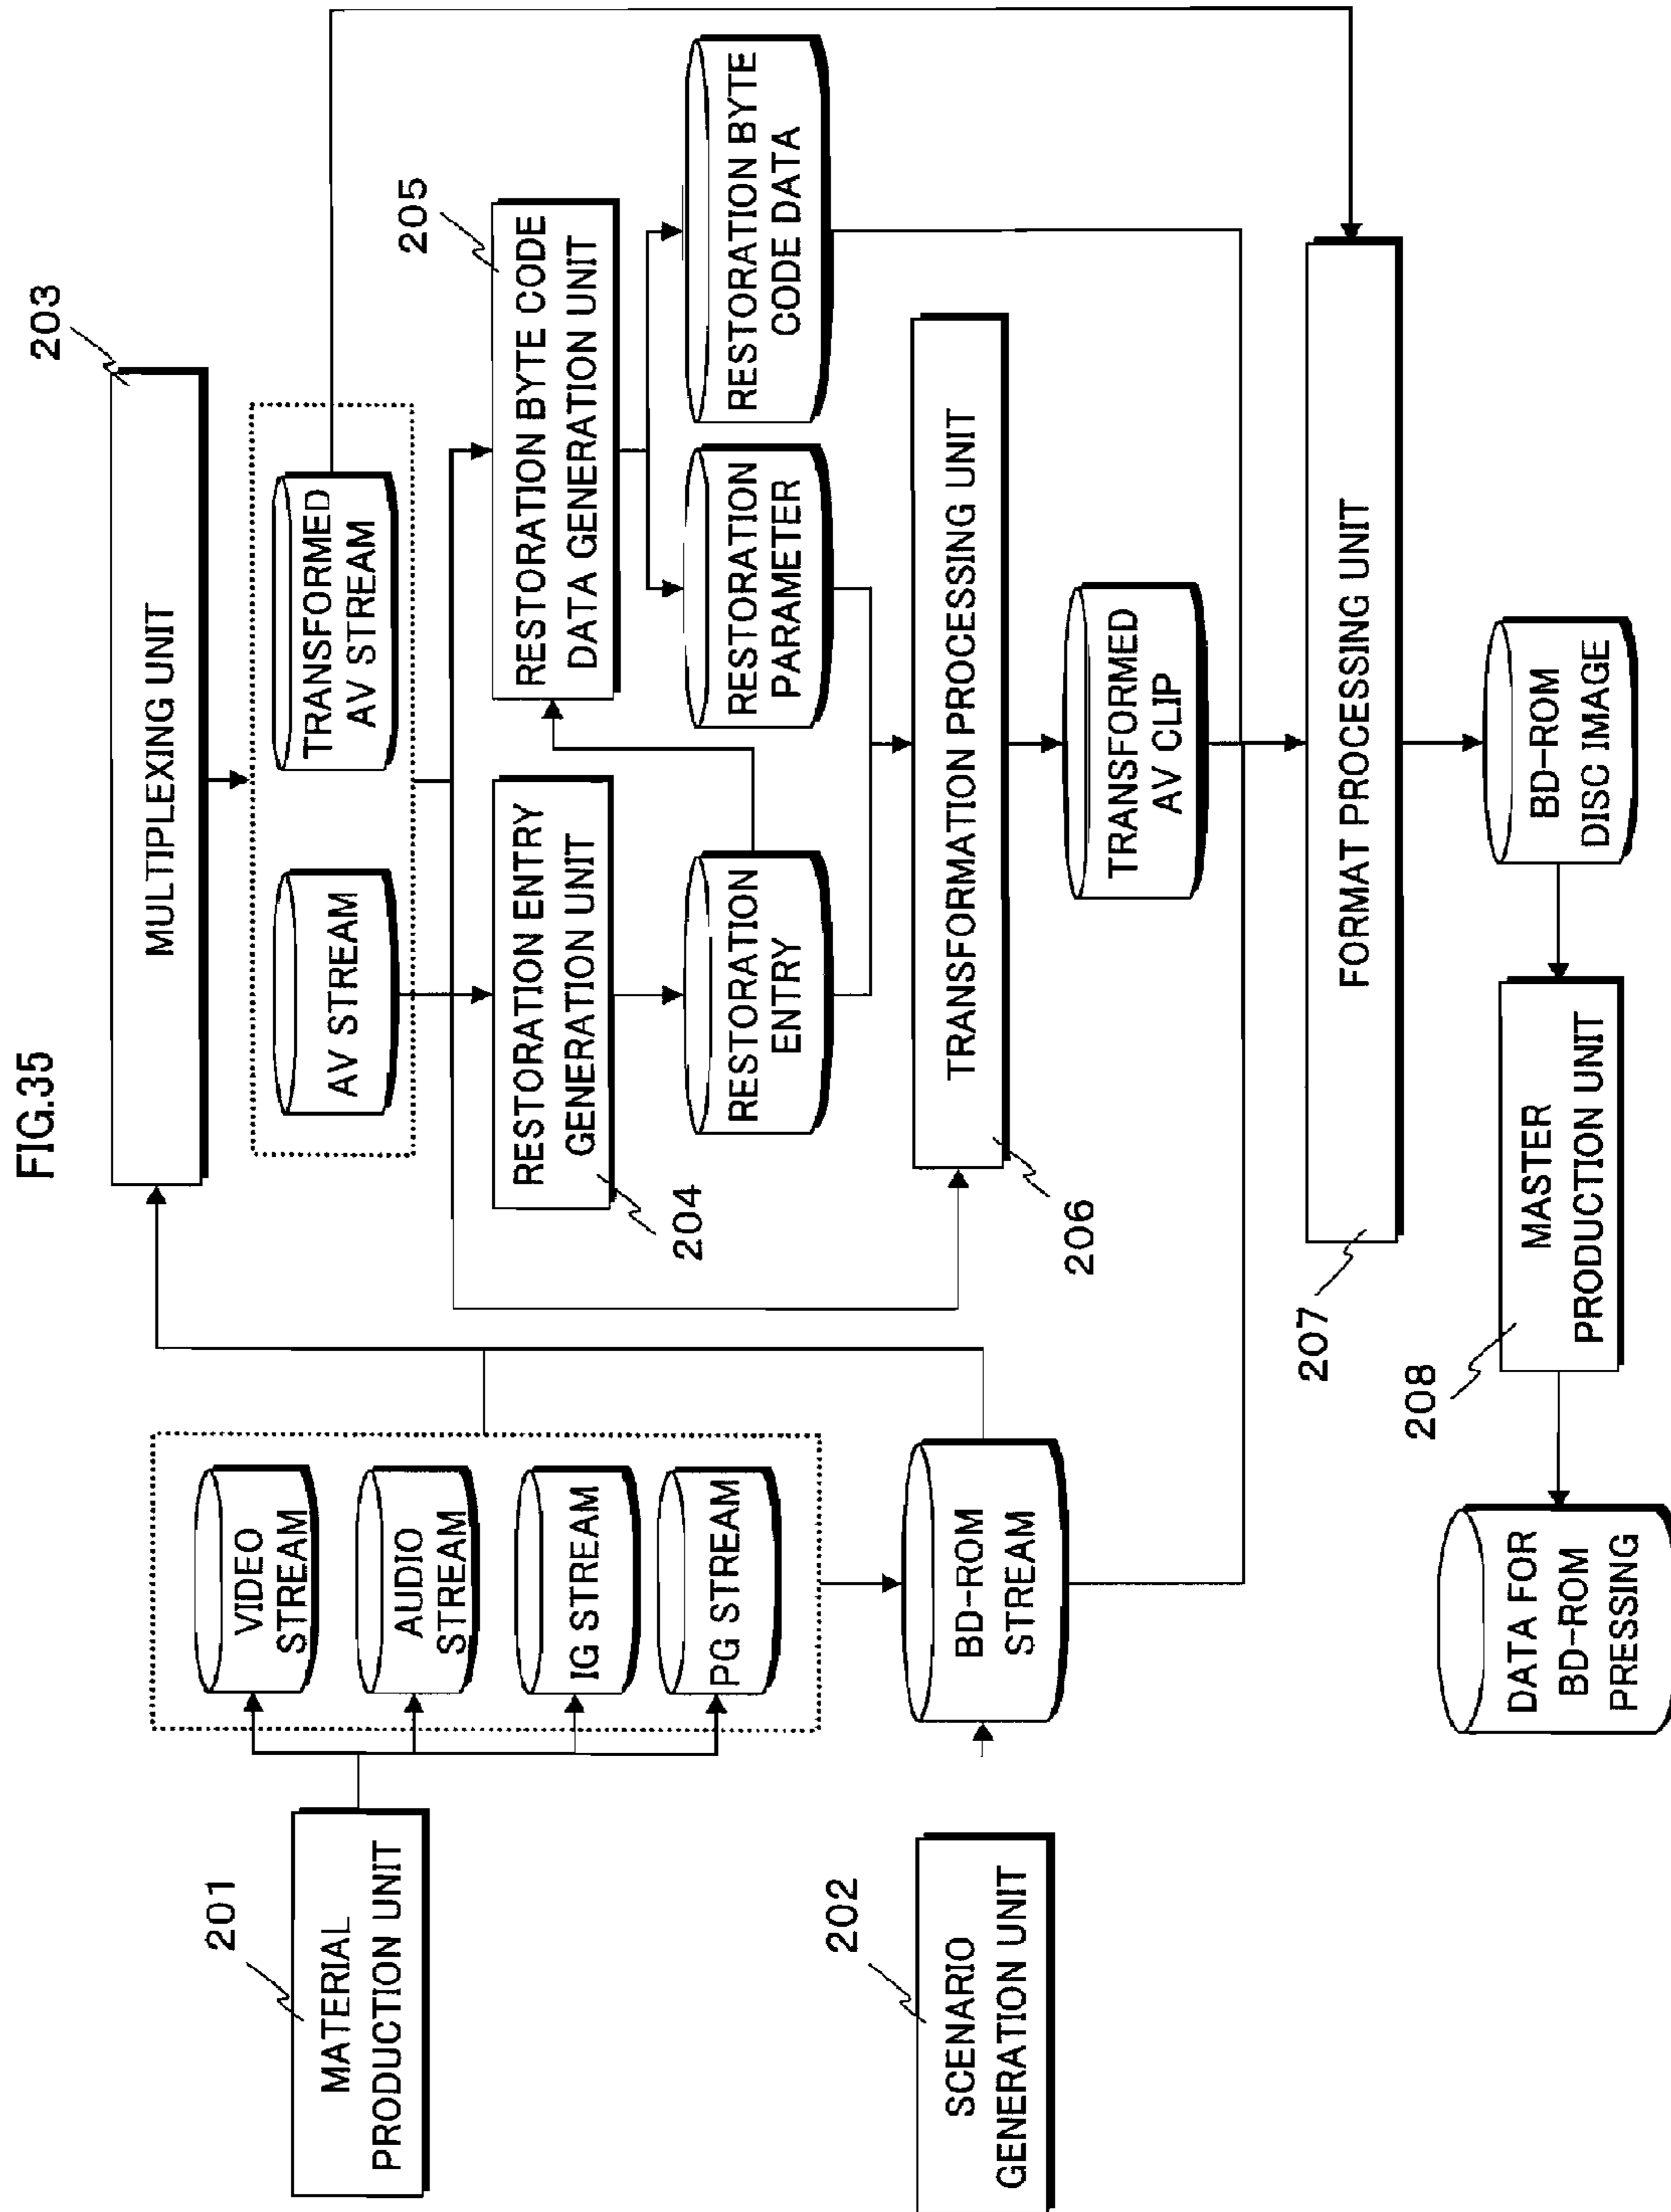 FIG.35
201
MATERIAL
PRODUCTION UNIT
VIDEO
STREAM
AUDIO
STREAM
IG STREAM
PG STREAM
202
SCENARIO
GENERATION UNIT
BD-ROM
STREAM
203
MULTIPLEXING UNIT
AV STREAM
TRANSFORMED
AV STREAM
204
RESTORATION ENTRY
GENERATION UNIT
205
RESTORATION BYTE CODE
DATA GENERATION UNIT
RESTORATION
ENTRY
RESTORATION
PARAMETER
RESTORATION BYTE
CODE DATA
206
TRANSFORMATION PROCESSING UNIT
TRANSFORMED
AV CLIP
207
FORMAT PROCESSING UNIT
208
MASTER
PRODUCTION UNIT
BD-ROM
DISC IMAGE
DATA FOR
BD-ROM
PRESSING